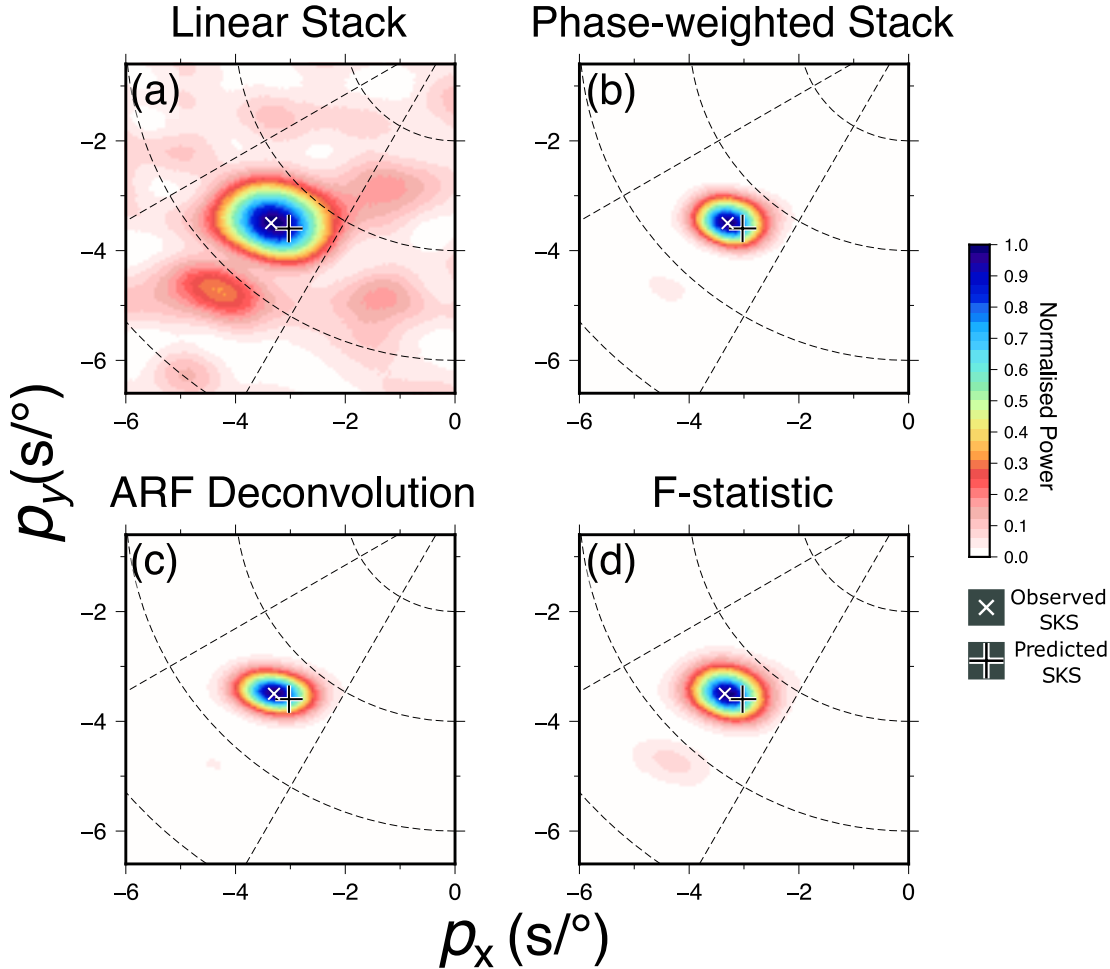 Linear Stack
Phase-weighted Stack
(a)
(b)
−2
−4
−6
−2
−4
−6
−6 −4 −2 0
−6 −4 −2 0
ARF Deconvolution
F-statistic
(c)
(d)
−2
−4
−6
−2
−4
−6
−6 −4 −2 0
−6 −4 −2 0
py(s/°)
px (s/°)
1.0
0.9
0.8
0.7
0.6
0.5
0.4
0.3
0.2
0.1
0.0
Normalised Power
Observed
SKS
Predicted
SKS